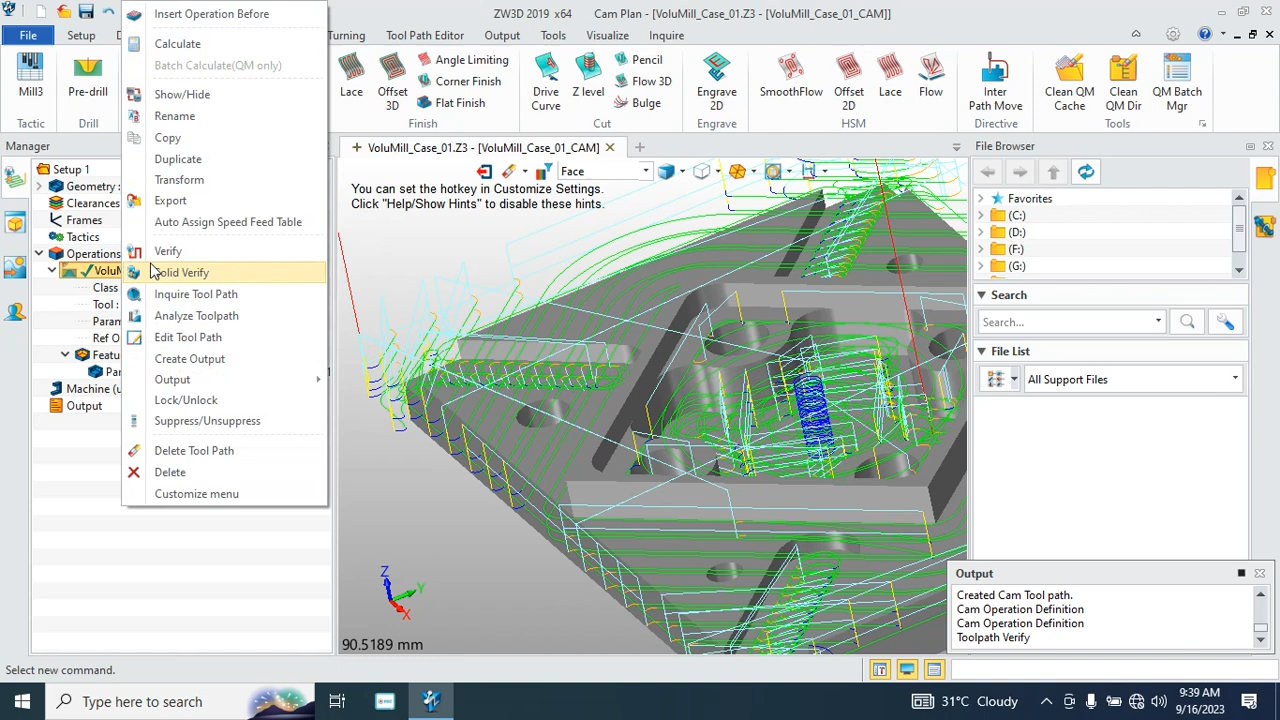 ZW3D 2019 x64
Cam Plan - [VoluMill_Case_01.Z3 - [VoluMill_Case_01_CAM]]
File
Setup
Turning
Tool Path Editor
Output
Tools
Visualize
Inquire
Mill3
Tactic
Pre-drill
Drill
Lace
Offset
3D
Angle Limiting
Corner Finish
Flat Finish
Finish
Drive
Curve
Z level
Pencil
Flow 3D
Bulge
Cut
Engrave
2D
Engrave
SmoothFlow
Offset
2D
Lace
Flow
HSM
Inter
Path Move
Directive
Clean QM
Cache
Clean
QM Dir
QM Batch
Mgr
Tools
Manager
Setup 1
Geometry :
Clearances
Frames
Tactics
Operations
VoluM
Class
Tool :
Param
Ref O
Featu
Par
Machine (u
Output
Insert Operation Before
Calculate
Batch Calculate(QM only)
Show/Hide
Rename
Copy
Duplicate
Transform
Export
Auto Assign Speed Feed Table
Verify
Solid Verify
Inquire Tool Path
Analyze Toolpath
Edit Tool Path
Create Output
Output
Lock/Unlock
Suppress/Unsuppress
Delete Tool Path
Delete
Customize menu
VoluMill_Case_01.Z3 - [VoluMill_Case_01_CAM]
Face
You can set the hotkey in Customize Settings.
Click "Help/Show Hints" to disable these hints.
Z
Y
X
90.5189 mm
File Browser
Favorites
(C:)
(D:)
(F:)
(G:)
Search
Search...
File List
All Support Files
Output
Created Cam Tool path.
Cam Operation Definition
Cam Operation Definition
Toolpath Verify
Select new command.
Type here to search
31°C Cloudy
9:39 AM
9/16/2023